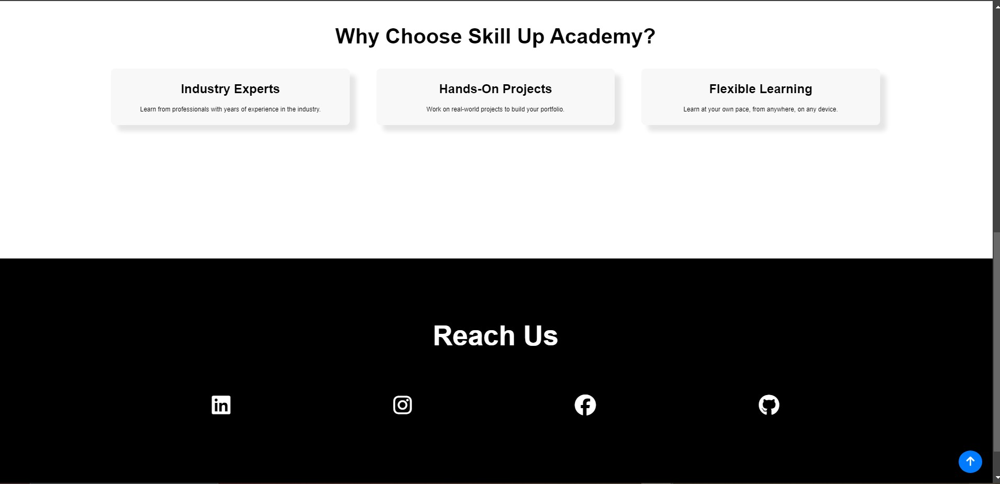 Why Choose Skill Up Academy?
Industry Experts
Learn from professionals with years of experience in the industry.
Hands-On Projects
Work on real-world projects to build your portfolio.
Flexible Learning
Learn at your own pace, from anywhere, on any device.
Reach Us
in